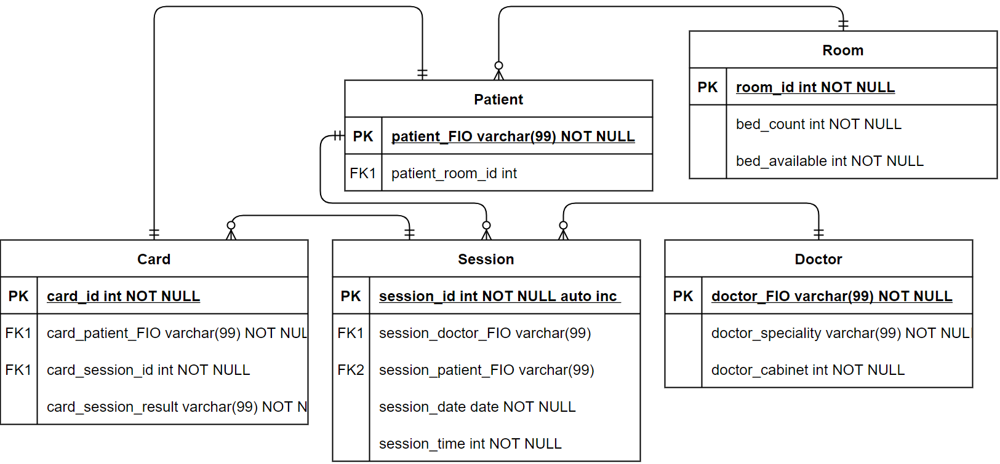 Room
PK room_id int NOT NULL
bed_count int NOT NULL
bed_available int NOT NULL
Patient
PK patient_FIO varchar(99) NOT NULL
FK1 patient_room_id int
Card
PK card_id int NOT NULL
FK1 card_patient_FIO varchar(99) NOT NUL
FK1 card_session_id int NOT NULL
card_session_result varchar(99) NOT N
Session
PK session_id int NOT NULL auto inc
FK1 session_doctor_FIO varchar(99)
FK2 session_patient_FIO varchar(99)
session_date date NOT NULL
session_time int NOT NULL
Doctor
PK doctor_FIO varchar(99) NOT NULL
doctor_speciality varchar(99) NOT NUL
doctor_cabinet int NOT NULL